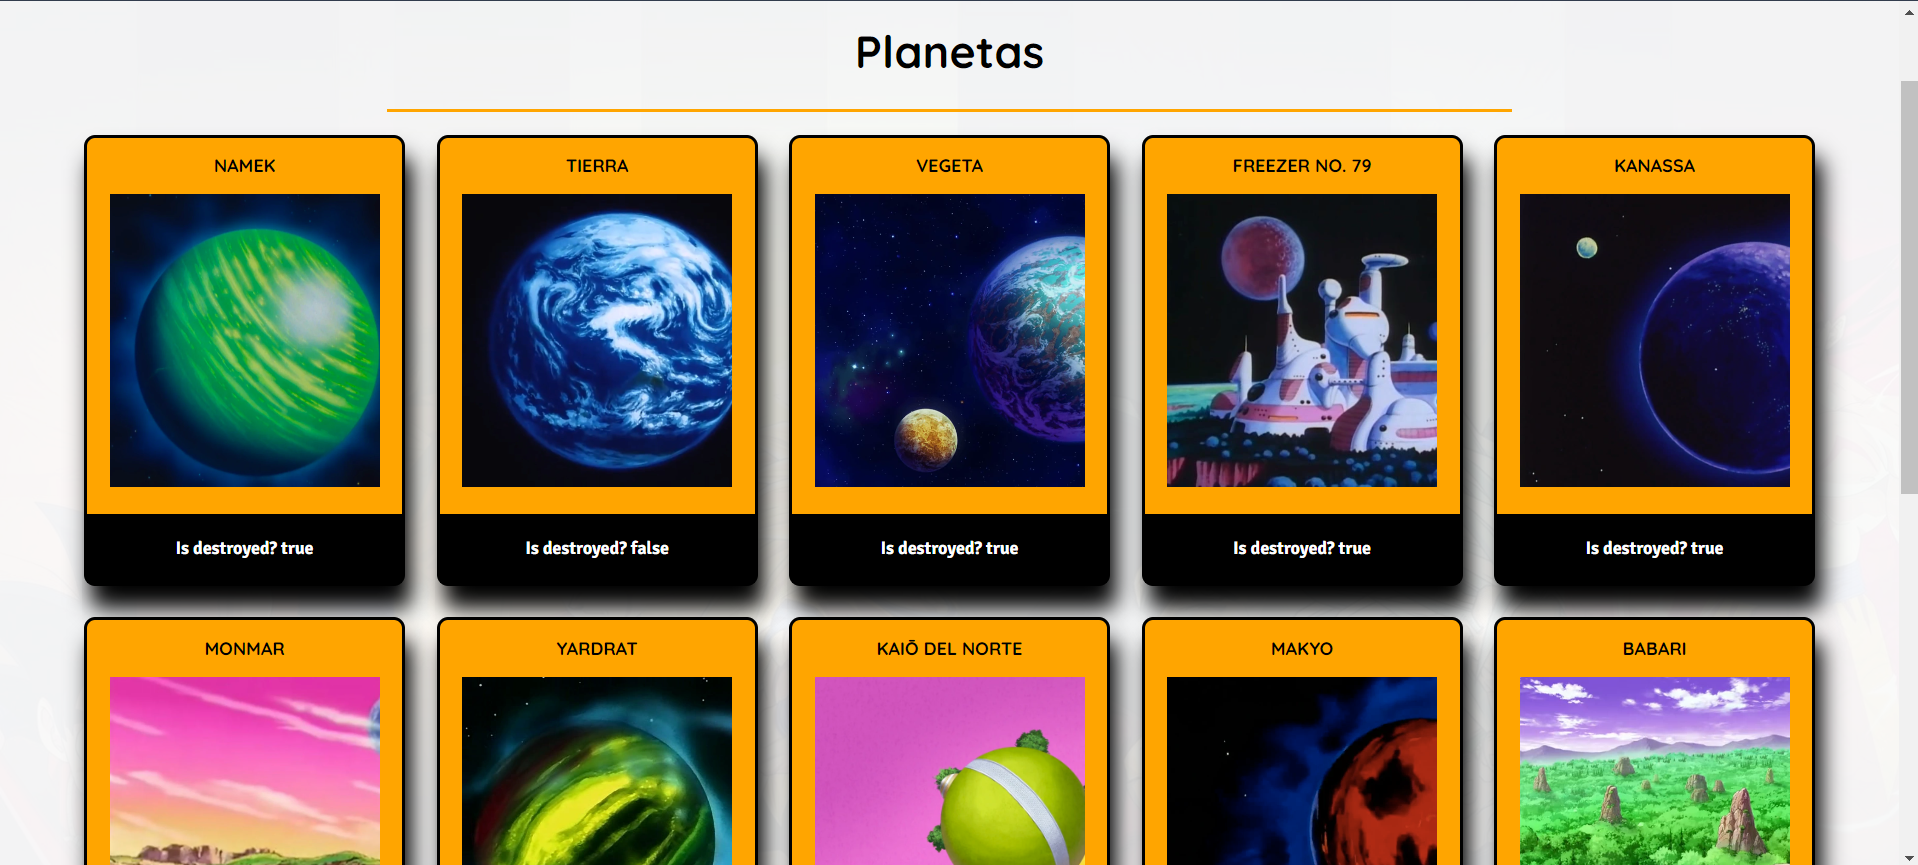 Planetas
NAMEK
TIERRA
VEGETA
FREEZER NO. 79
KANASSA
Is destroyed? true
Is destroyed? false
Is destroyed? true
Is destroyed? true
Is destroyed? true
MONMAR
YARDRAT
KAIŌ DEL NORTE
MAKYO
BABARI